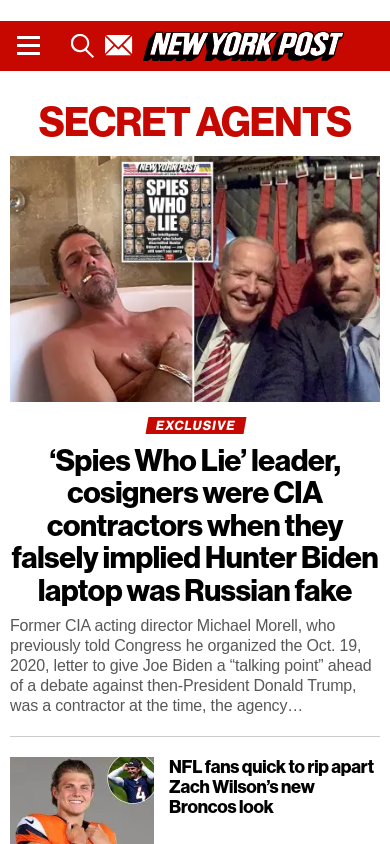 NEW YORK POST
SECRET AGENTS
NEW YORK POST
SPIES
WHO
LIE
EXCLUSIVE
‘Spies Who Lie’ leader,
cosigners were CIA
contractors when they
falsely implied Hunter Biden
laptop was Russian fake
Former CIA acting director Michael Morell, who
previously told Congress he organized the Oct. 19,
2020, letter to give Joe Biden a “talking point” ahead
of a debate against then-President Donald Trump,
was a contractor at the time, the agency…
NFL fans quick to rip apart
Zach Wilson’s new
Broncos look
4